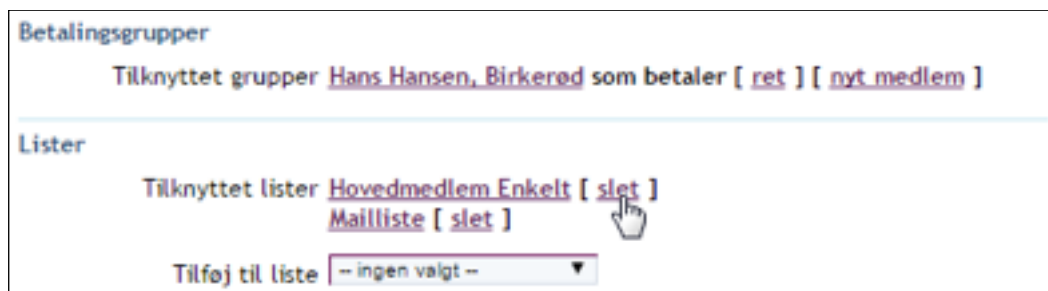 Betalingsgrupper
Tilknyttet grupper Hans Hansen, Birkerød som betaler [ ret ] [ nyt medlem ]
Lister
Tilknyttet lister Hovedmedlem Enkelt [ slet ]
Mailliste [ slet ]
Tilføj til liste -- ingen valgt --